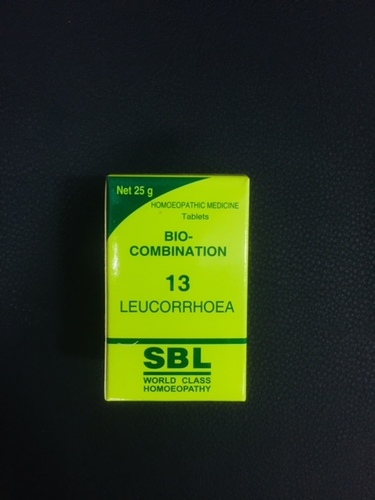 Net 25 g
HOMOEOPATHIC MEDICINE
Tablets
BIO-
COMBINATION
13
LEUCORRHOEA
SBL
WORLD CLASS
HOMOEOPATHY